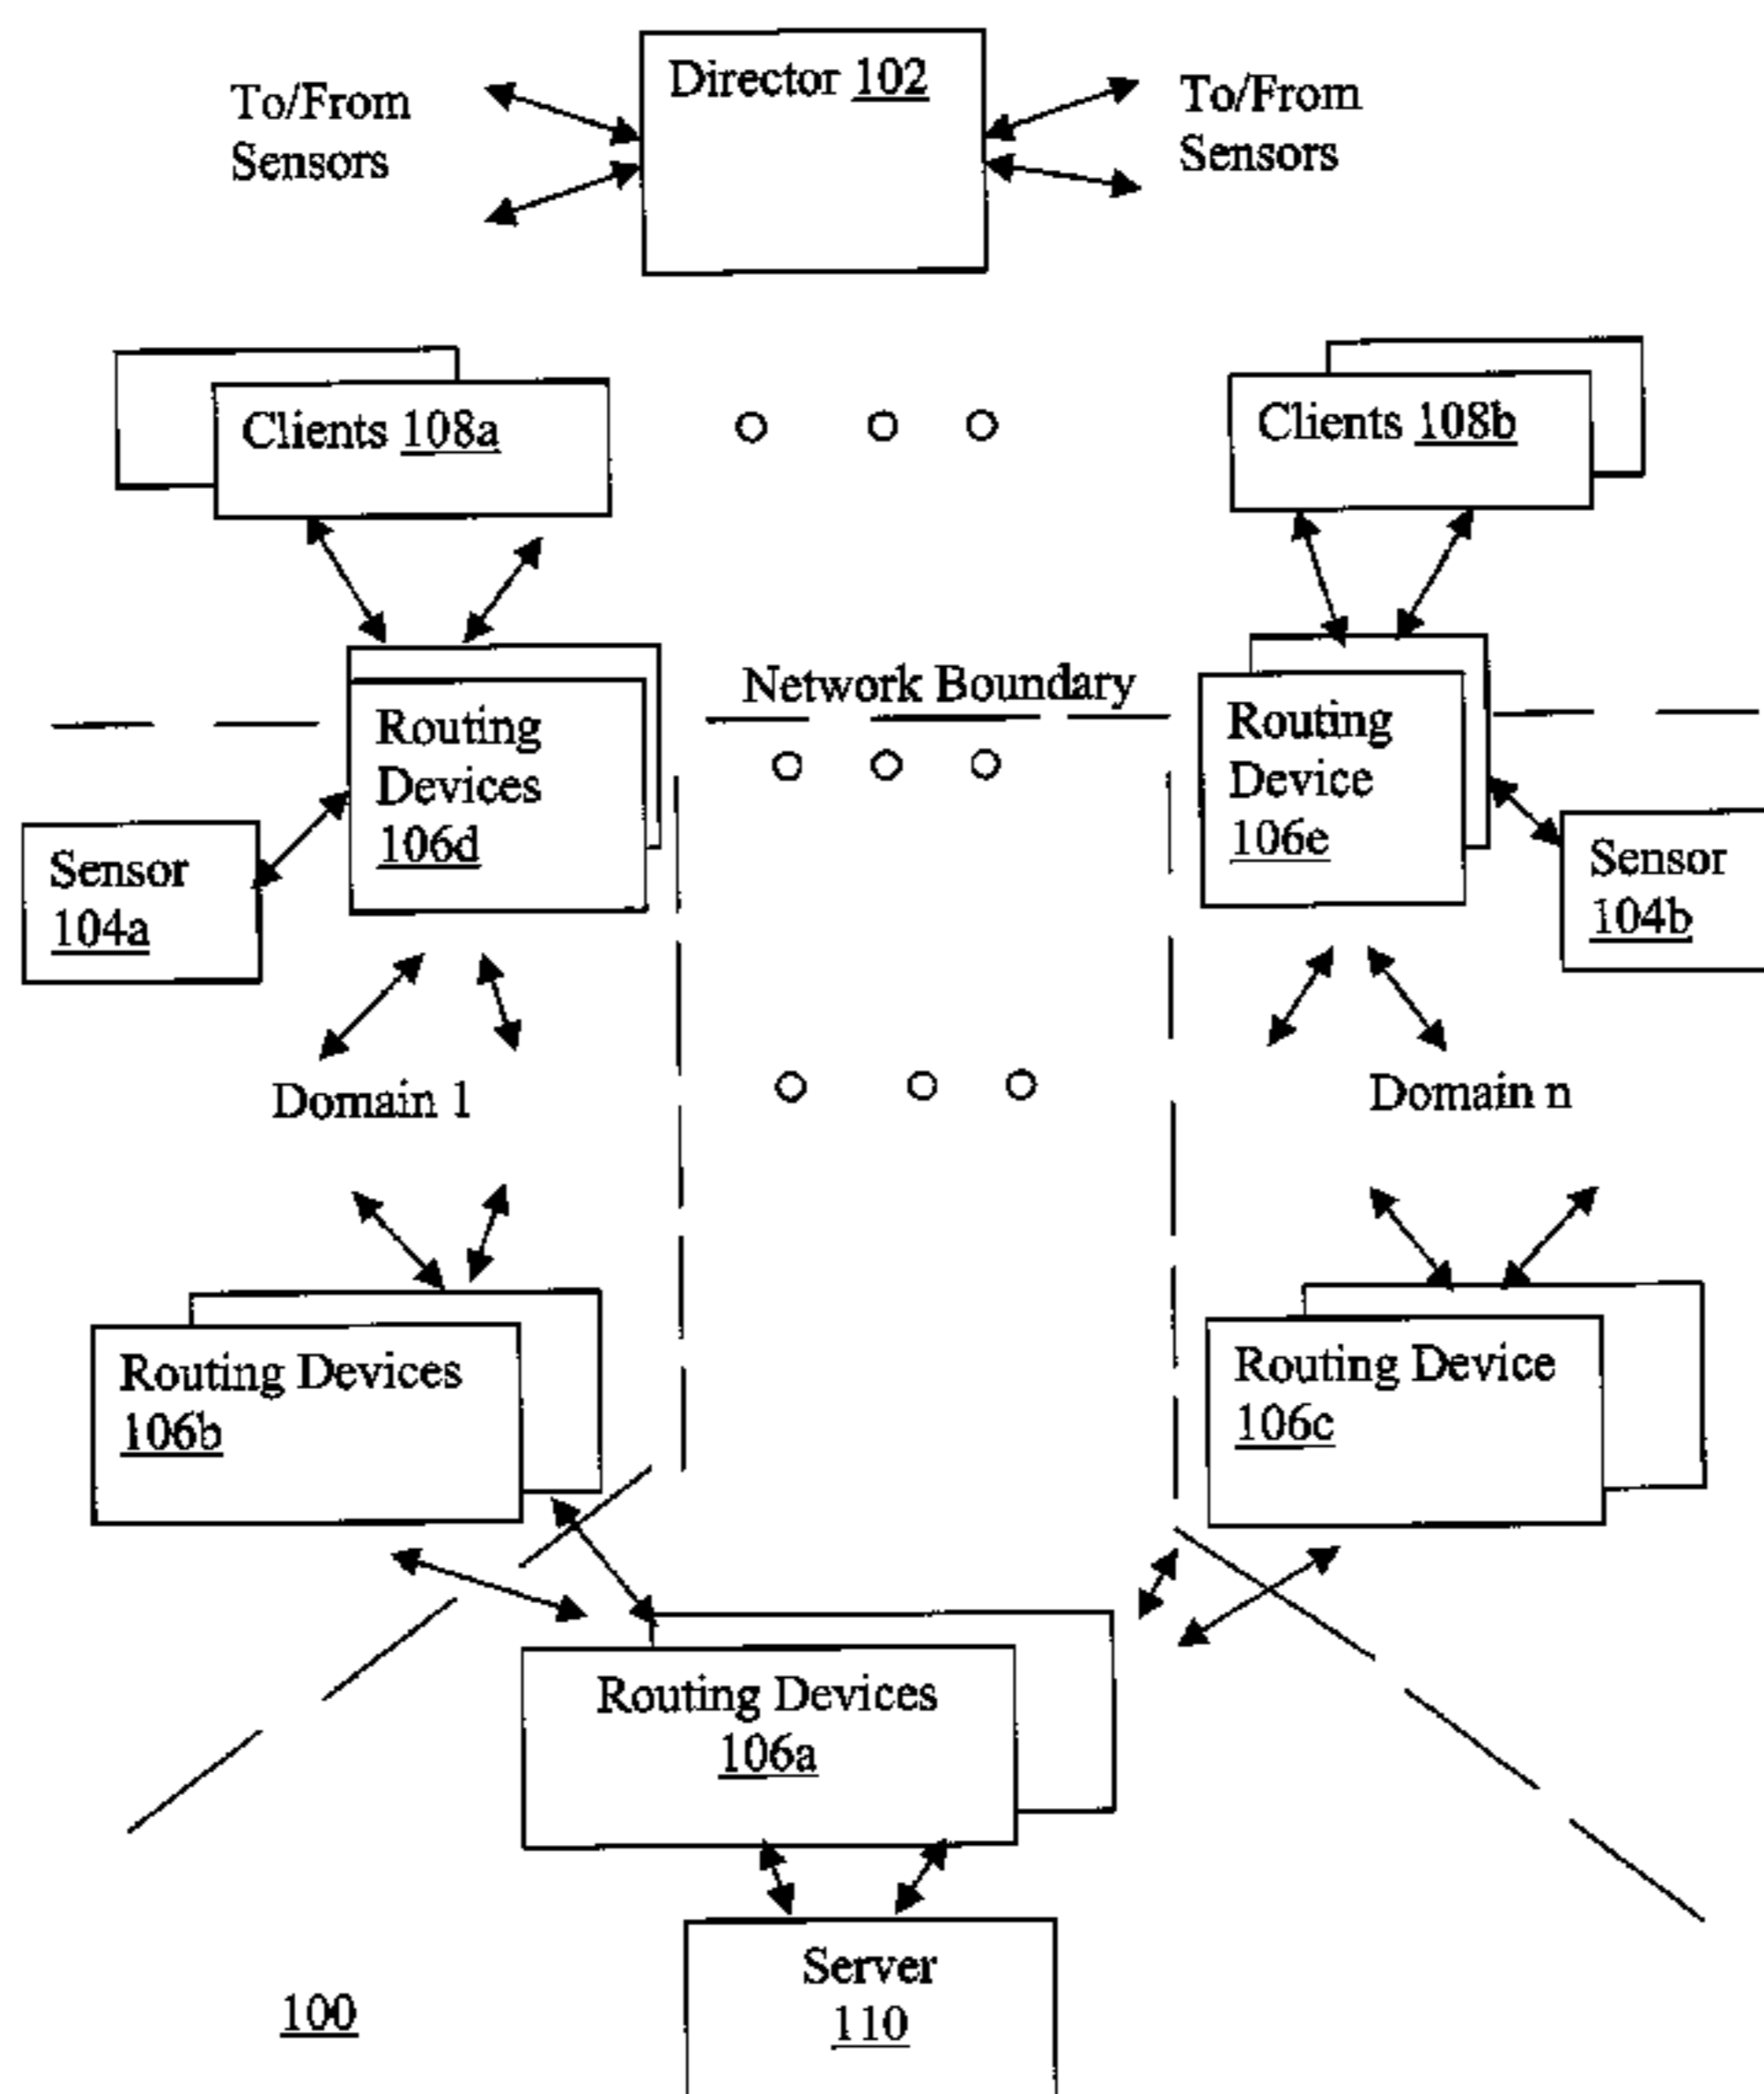 Director 102
To/From
Sensors
To/From
Sensors
Clients 108a
Clients 108b
Network Boundary
Routing
Devices
106d
Routing
Device
106e
Sensor
104a
Sensor
104b
Domain 1
Domain n
Routing Devices
106b
Routing Device
106c
Routing Devices
106a
Server
110
100